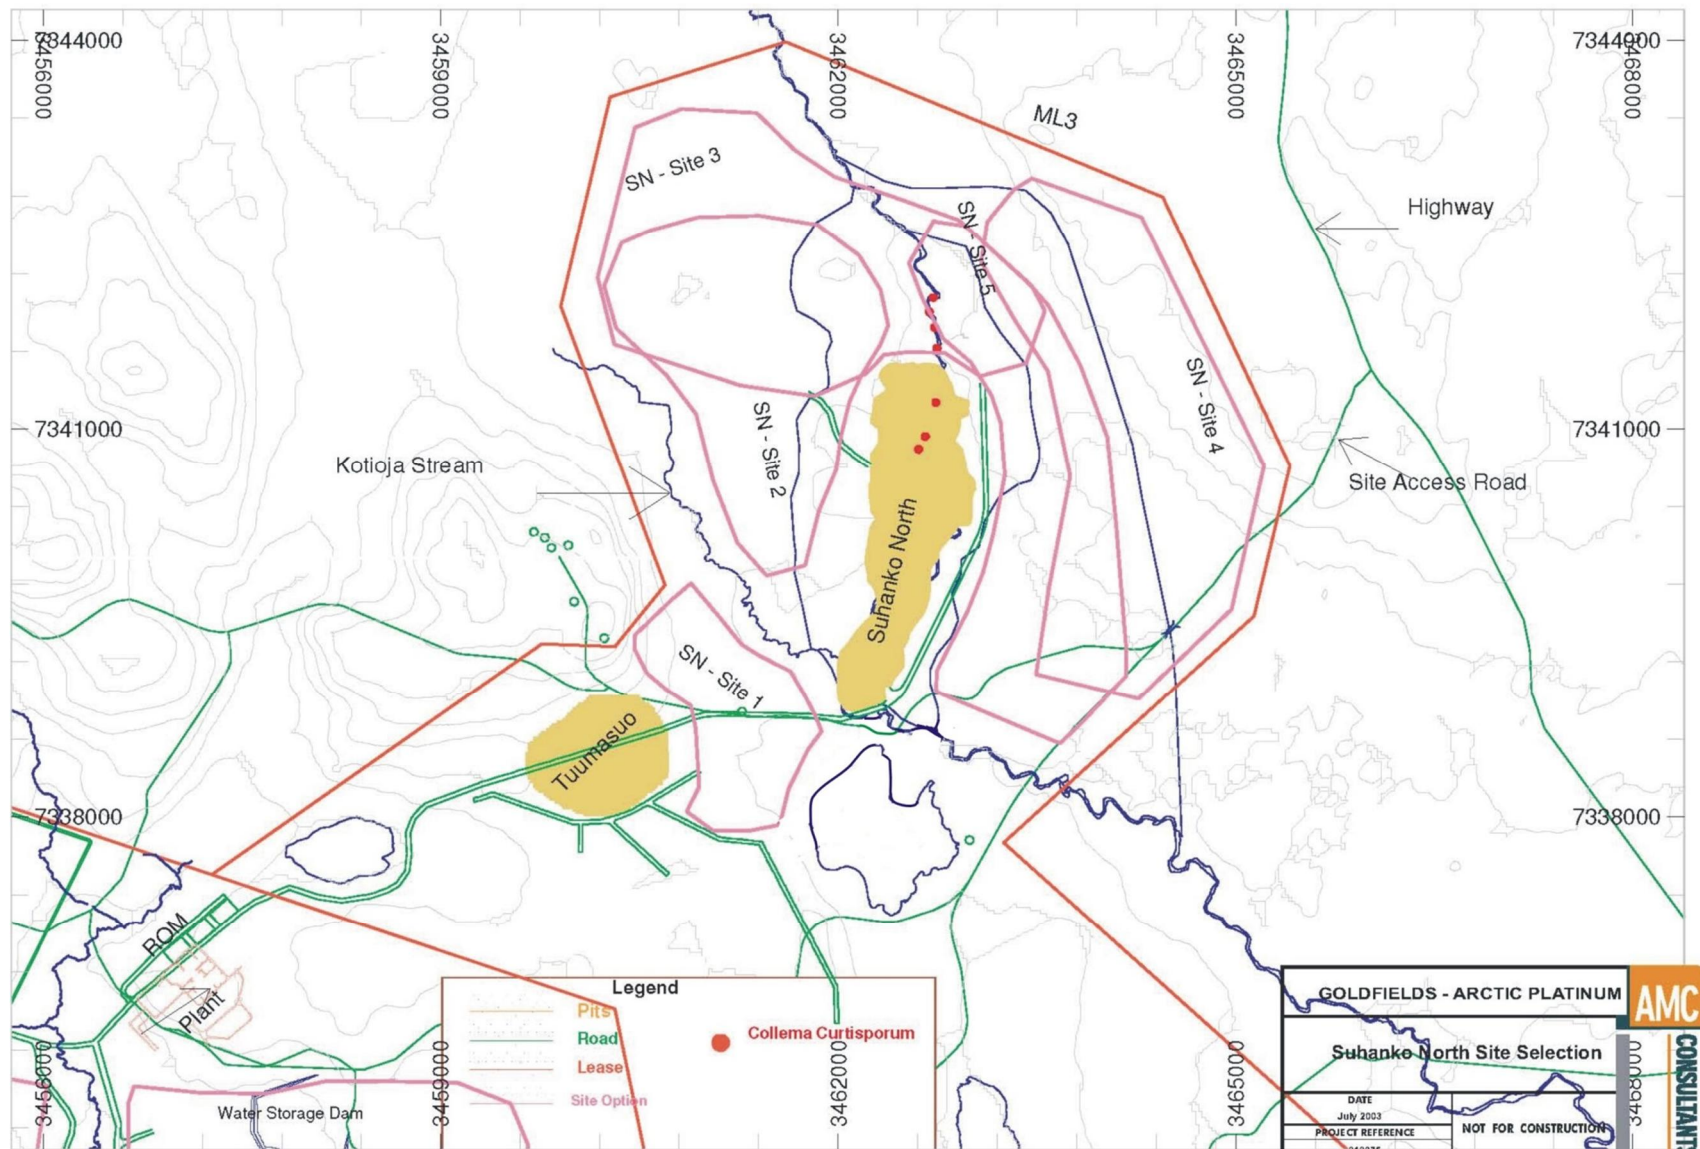 7344000
3456000
3459000
3462000
3465000
3468000
7344000
ML3
SN - Site 3
Highway
SN - Site 5
SN - Site 4
7341000
SN - Site 2
7341000
Kotioja Stream
Site Access Road
Suhanko North
SN - Site 1
Tuumasuo
7338000
7338000
ROM
Plant
Legend
Pits
Road
Lease
Site Option
Collema Curtisporum
Water Storage Dam
3456000
3459000
3462000
3465000
3468000
GOLDFIELDS - ARCTIC PLATINUM
AMC
CONSULTANTS
Suhanko North Site Selection
DATE
July 2003
PROJECT REFERENCE
NOT FOR CONSTRUCTION